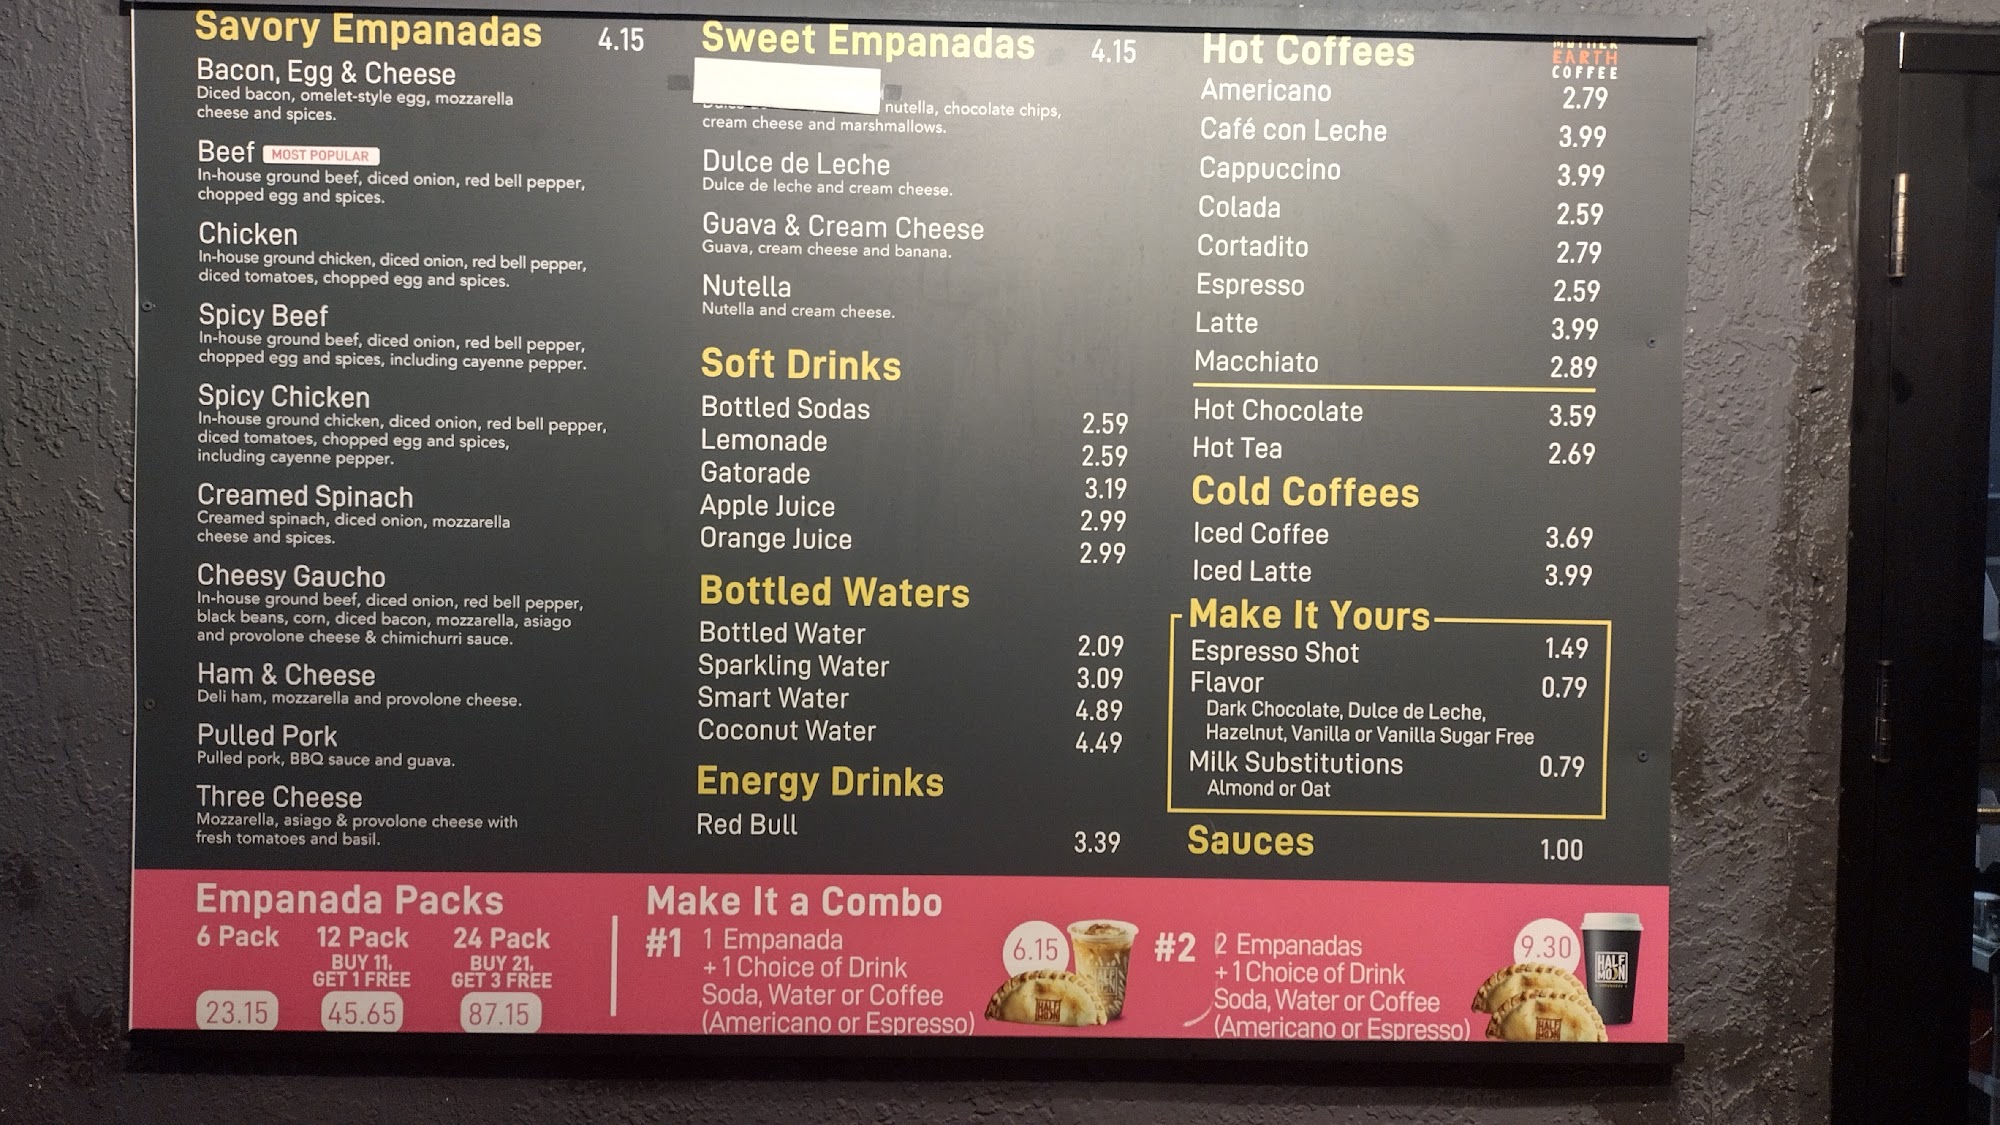 Savory Empanadas 4.15
Bacon, Egg & Cheese
Diced bacon, omelet-style egg, mozzarella
cheese and spices.
Beef MOST POPULAR
In-house ground beef, diced onion, red bell pepper,
chopped egg and spices.
Chicken
In-house ground chicken, diced onion, red bell pepper,
diced tomatoes, chopped egg and spices.
Spicy Beef
In-house ground beef, diced onion, red bell pepper,
chopped egg and spices, including cayenne pepper.
Spicy Chicken
In-house ground chicken, diced onion, red bell pepper,
diced tomatoes, chopped egg and spices,
including cayenne pepper.
Creamed Spinach
Creamed spinach, diced onion, mozzarella
cheese and spices.
Cheesy Gaucho
In-house ground beef, diced onion, red bell pepper,
black beans, corn, diced bacon, mozzarella, asiago
and provolone cheese & chimichurri sauce.
Ham & Cheese
Deli ham, mozzarella and provolone cheese.
Pulled Pork
Pulled pork, BBQ sauce and guava.
Three Cheese
Mozzarella, asiago & provolone cheese with
fresh tomatoes and basil.
Sweet Empanadas 4.15
nutella, chocolate chips,
cream cheese and marshmallows.
Dulce de Leche
Dulce de leche and cream cheese.
Guava & Cream Cheese
Guava, cream cheese and banana.
Nutella
Nutella and cream cheese.
Soft Drinks
Bottled Sodas 2.59
Lemonade 2.59
Gatorade 3.19
Apple Juice 2.99
Orange Juice 2.99
Bottled Waters
Bottled Water 2.09
Sparkling Water 3.09
Smart Water 4.89
Coconut Water 4.49
Energy Drinks
Red Bull 3.39
Hot Coffees
MOTHER
EARTH
COFFEE
Americano 2.79
Café con Leche 3.99
Cappuccino 3.99
Colada 2.59
Cortadito 2.79
Espresso 2.59
Latte 3.99
Macchiato 2.89
Hot Chocolate 3.59
Hot Tea 2.69
Cold Coffees
Iced Coffee 3.69
Iced Latte 3.99
Make It Yours
Espresso Shot 1.49
Flavor 0.79
Dark Chocolate, Dulce de Leche,
Hazelnut, Vanilla or Vanilla Sugar Free
Milk Substitutions 0.79
Almond or Oat
Sauces 1.00
Empanada Packs
6 Pack
23.15
12 Pack
BUY 11,
GET 1 FREE
45.65
24 Pack
BUY 21,
GET 3 FREE
87.15
Make It a Combo
#1 1 Empanada
+ 1 Choice of Drink
Soda, Water or Coffee
(Americano or Espresso)
6.15
HALF
MOON
#2 2 Empanadas
+ 1 Choice of Drink
Soda, Water or Coffee
(Americano or Espresso)
9.30
HALF
MOON
HALF
MOON